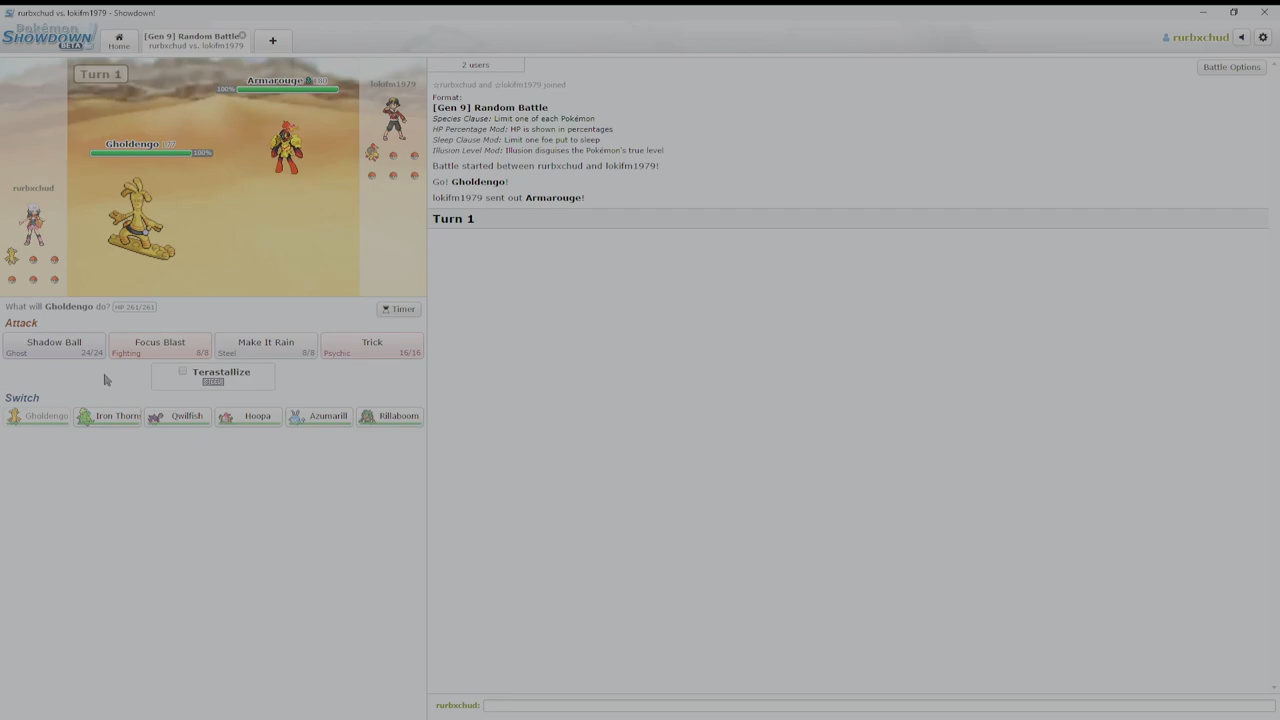 rurbxchud vs. lokifm1979 - Showdown!
Pokémon
SHOWDOWN
BETA
Home
[Gen 9] Random Battle
rurbxchud vs. lokifm1979
+
rurbxchud
2 users
Battle Options
Turn 1
Armarouge
100%
lokifm1979
Gholdengo L77
100%
rurbxchud
☆rurbxchud and ☆lokifm1979 joined
Format:
[Gen 9] Random Battle
Species Clause: Limit one of each Pokémon
HP Percentage Mod: HP is shown in percentages
Sleep Clause Mod: Limit one foe put to sleep
Illusion Level Mod: Illusion disguises the Pokémon's true level
Battle started between rurbxchud and lokifm1979!
Go! Gholdengo!
lokifm1979 sent out Armarouge!
Turn 1
What will Gholdengo do? HP 261/261
Timer
Attack
Shadow Ball
Ghost 24/24
Focus Blast
Fighting 8/8
Make It Rain
Steel 8/8
Trick
Psychic 16/16
Terastallize
Switch
Gholdengo
Iron Thorns
Qwilfish
Hoopa
Azumarill
Rillaboom
rurbxchud: